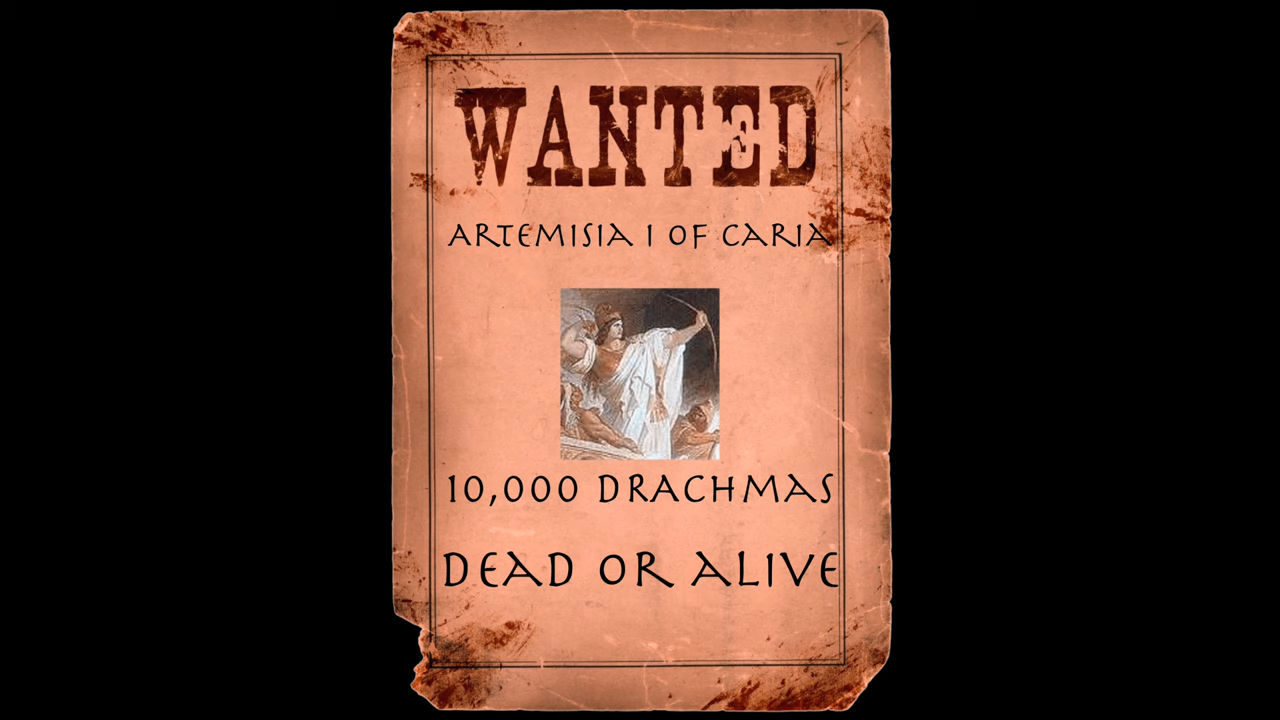 WANTED
ARTEMISIA I OF CARIA
10,000 DRACHMAS
DEAD OR ALIVE